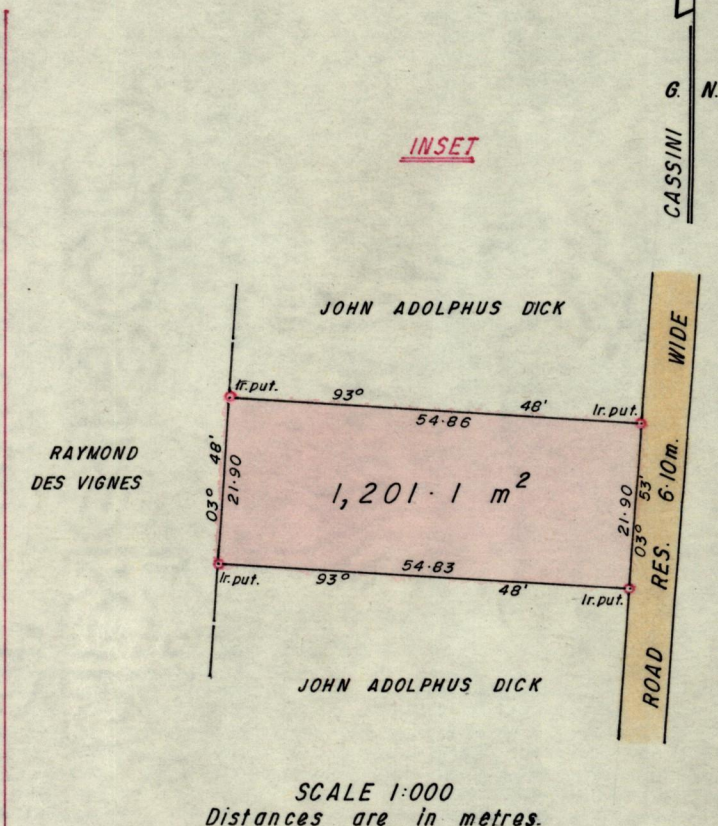 G. N.
CASSINI
INSET
JOHN ADOLPHUS DICK
Ir.put.
93° 48'
Ir.put.
54·86
RAYMOND
DES VIGNES
03° 48'
21·90
1,201·1 m²
21·90
03° 53'
ROAD RES. 6·10m. WIDE
54·83
Ir.put.
93° 48'
Ir.put.
JOHN ADOLPHUS DICK
SCALE 1:000
Distances are in metres.